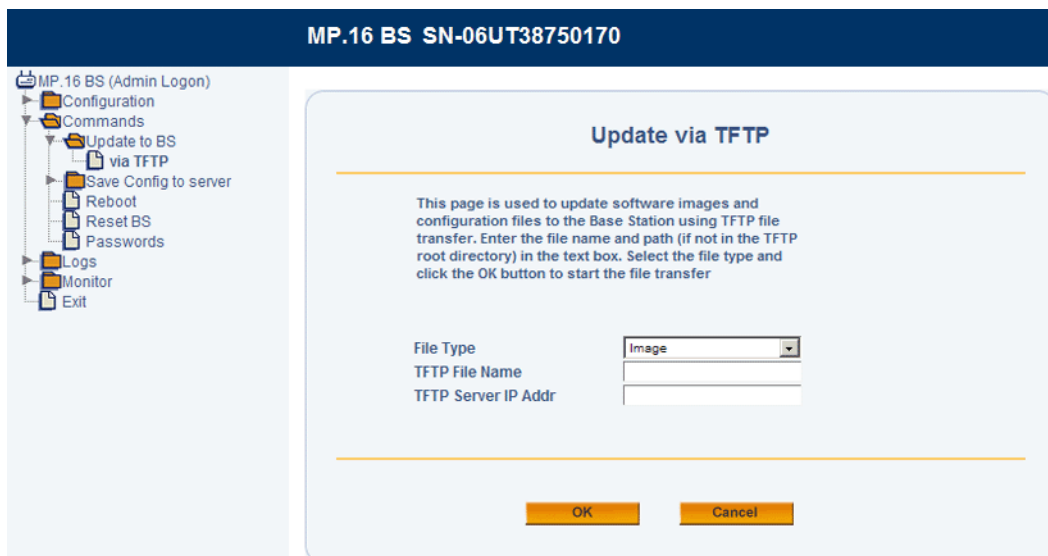 MP.16 BS SN-06UT38750170
MP.16 BS (Admin Logon)
Configuration
Commands
Update to BS
via TFTP
Save Config to server
Reboot
Reset BS
Passwords
Logs
Monitor
Exit
Update via TFTP
This page is used to update software images and
configuration files to the Base Station using TFTP file
transfer. Enter the file name and path (if not in the TFTP
root directory) in the text box. Select the file type and
click the OK button to start the file transfer
File Type
Image
TFTP File Name
TFTP Server IP Addr
OK
Cancel